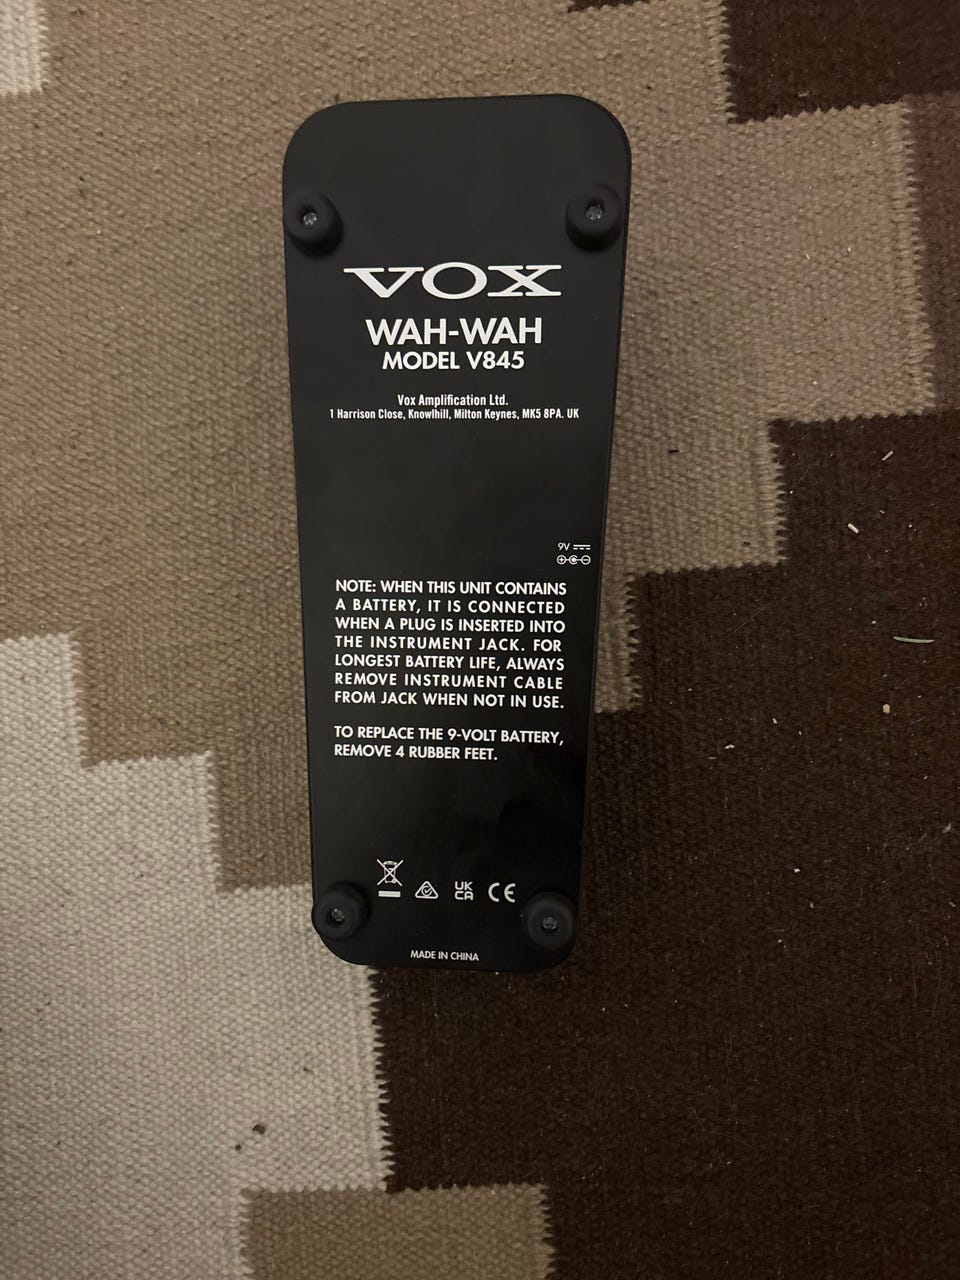 VOX
WAH-WAH
MODEL V845
Vox Amplification Ltd.
1 Harrison Close, Knowlhill, Milton Keynes, MK5 8PA. UK
9V
NOTE: WHEN THIS UNIT CONTAINS
A BATTERY, IT IS CONNECTED
WHEN A PLUG IS INSERTED INTO
THE INSTRUMENT JACK. FOR
LONGEST BATTERY LIFE, ALWAYS
REMOVE INSTRUMENT CABLE
FROM JACK WHEN NOT IN USE.
TO REPLACE THE 9-VOLT BATTERY,
REMOVE 4 RUBBER FEET.
UK
CA
CE
MADE IN CHINA